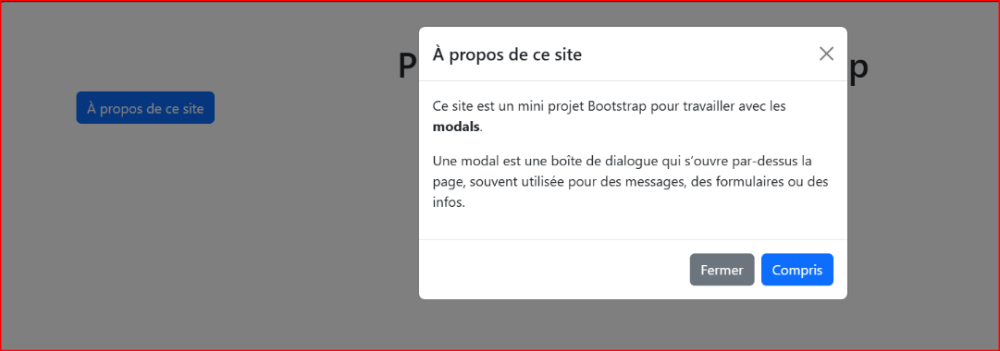 P
p
À propos de ce site
À propos de ce site
Ce site est un mini projet Bootstrap pour travailler avec les
modals.
Une modal est une boîte de dialogue qui s’ouvre par-dessus la
page, souvent utilisée pour des messages, des formulaires ou des
infos.
Fermer
Compris